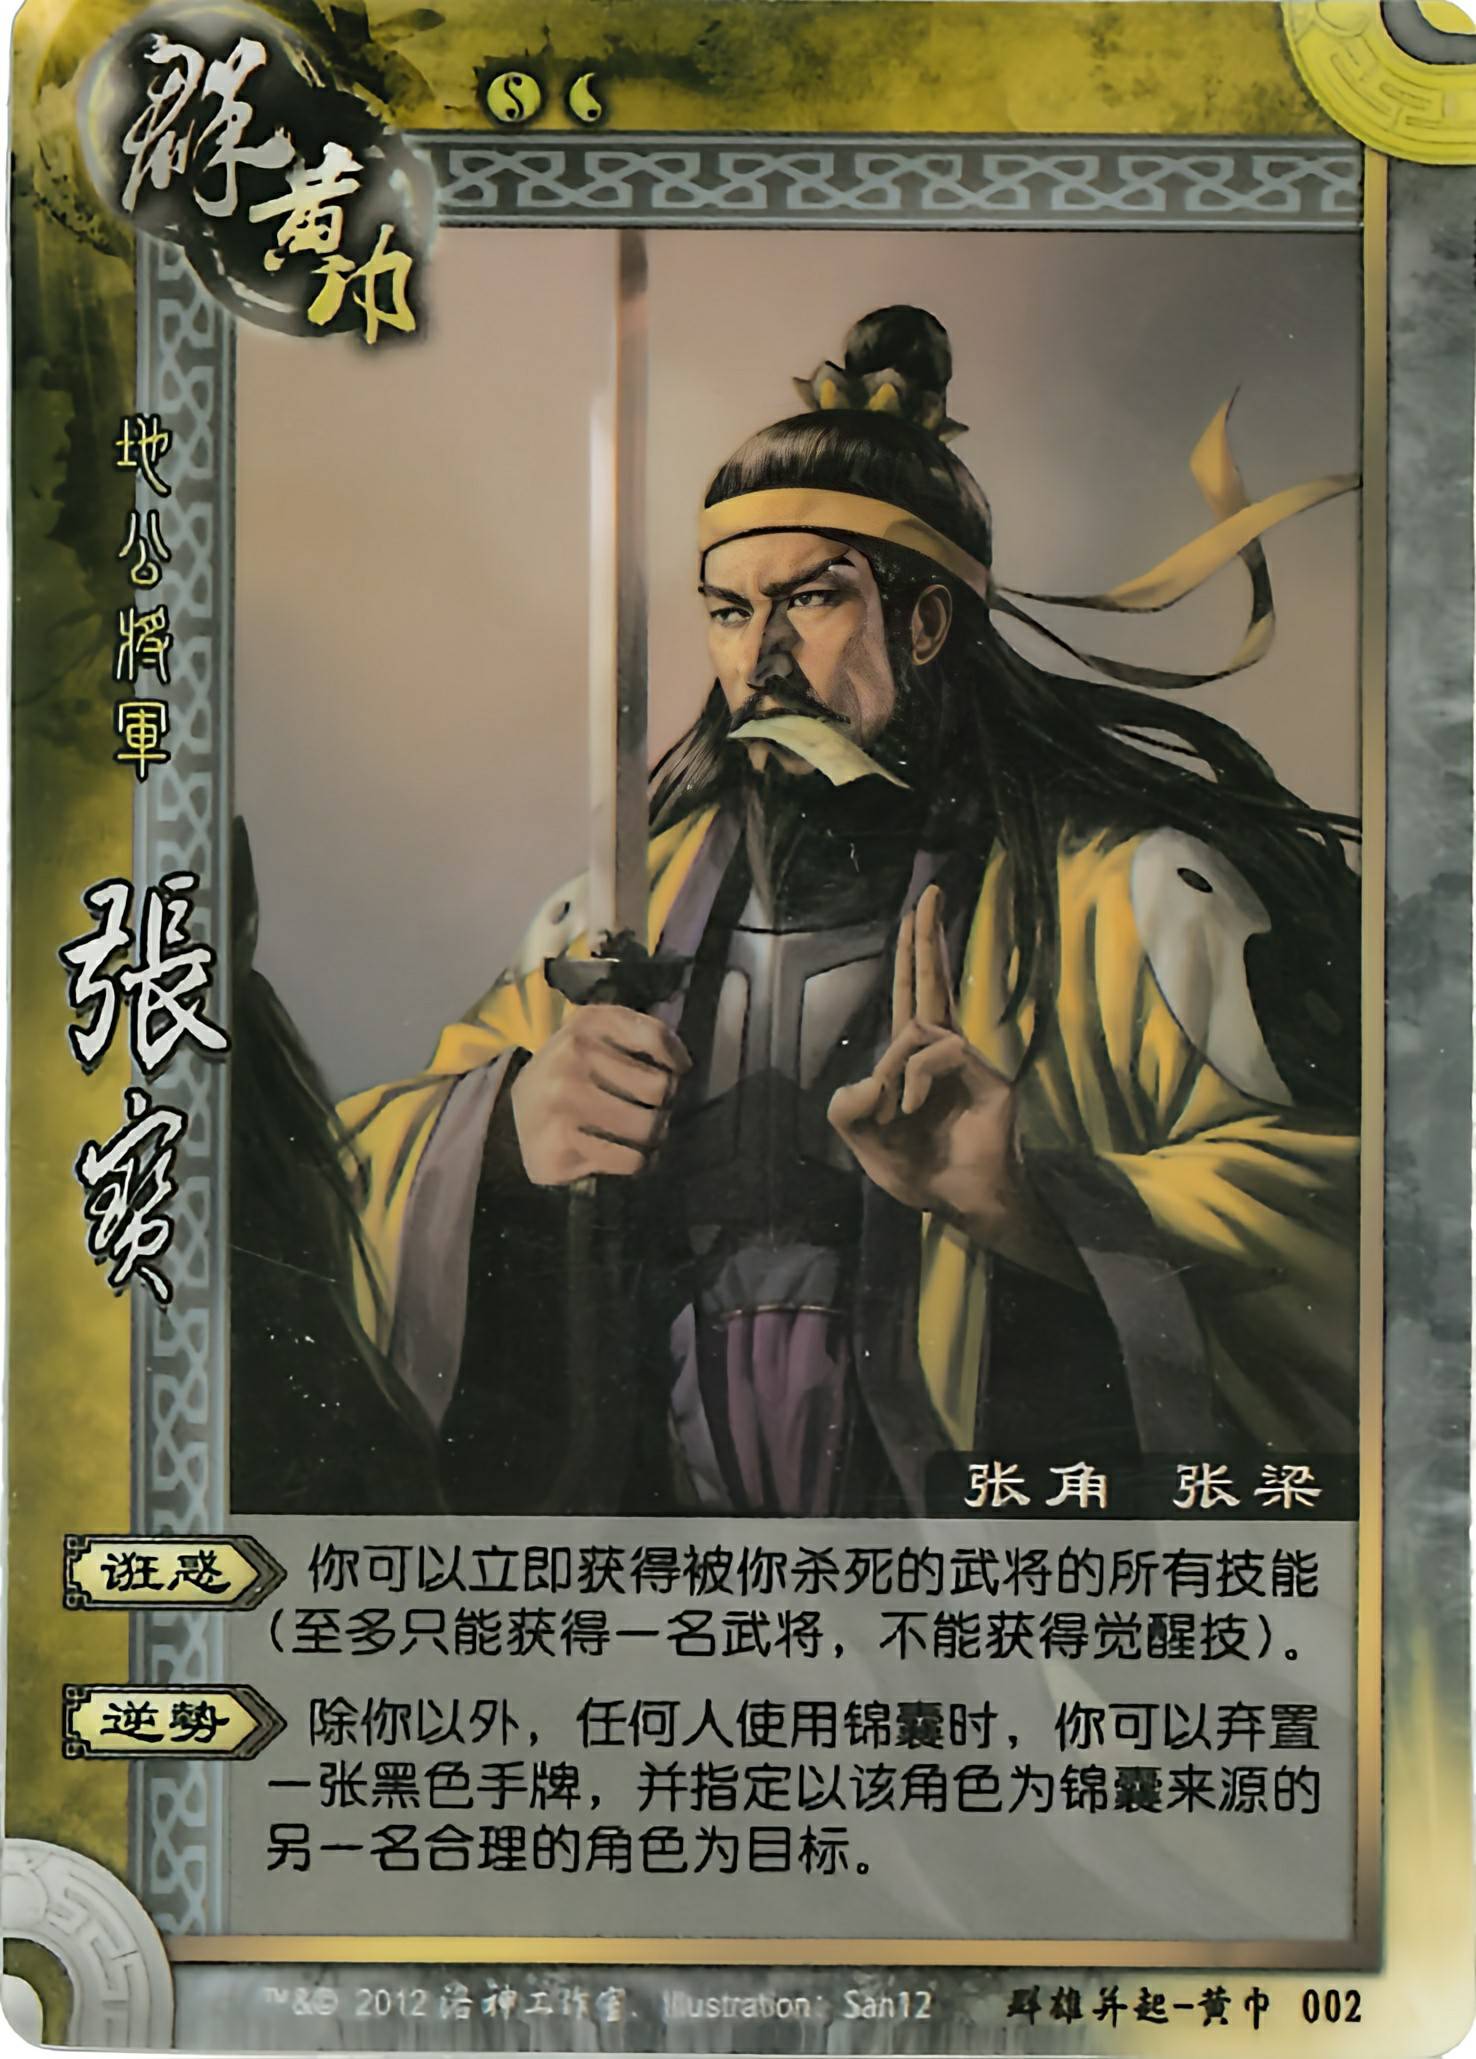 群
黄巾
地公将軍
張寶
张角 张梁
诳惑 你可以立即获得被你杀死的武将的所有技能
（至多只能获得一名武将，不能获得觉醒技）。
逆势 除你以外，任何人使用锦囊时，你可以弃置
一张黑色手牌，并指定以该角色为锦囊来源的
另一名合理的角色为目标。
™&© 2012 洛神工作室. Illustration: San12
群雄并起-黄巾 002